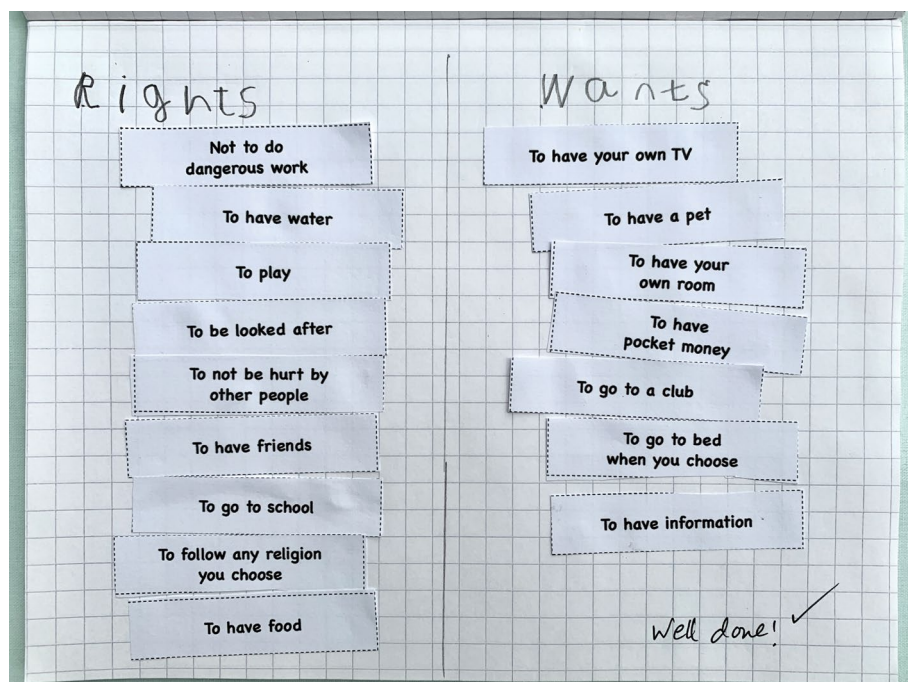 Rights
Not to do
dangerous work
To have water
To play
To be looked after
To not be hurt by
other people
To have friends
To go to school
To follow any religion
you choose
To have food
Wants
To have your own TV
To have a pet
To have your
own room
To have
pocket money
To go to a club
To go to bed
when you choose
To have information
Well done!